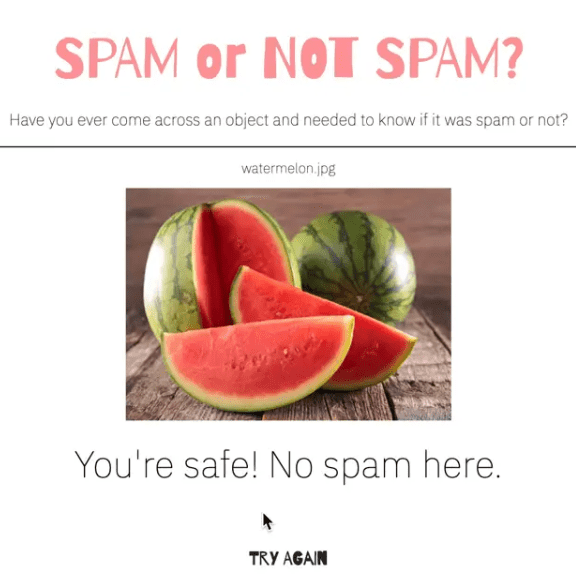 SPAM or NOT SPAM?
Have you ever come across an object and needed to know if it was spam or not?
watermelon.jpg
You're safe! No spam here.
TRY AGAIN